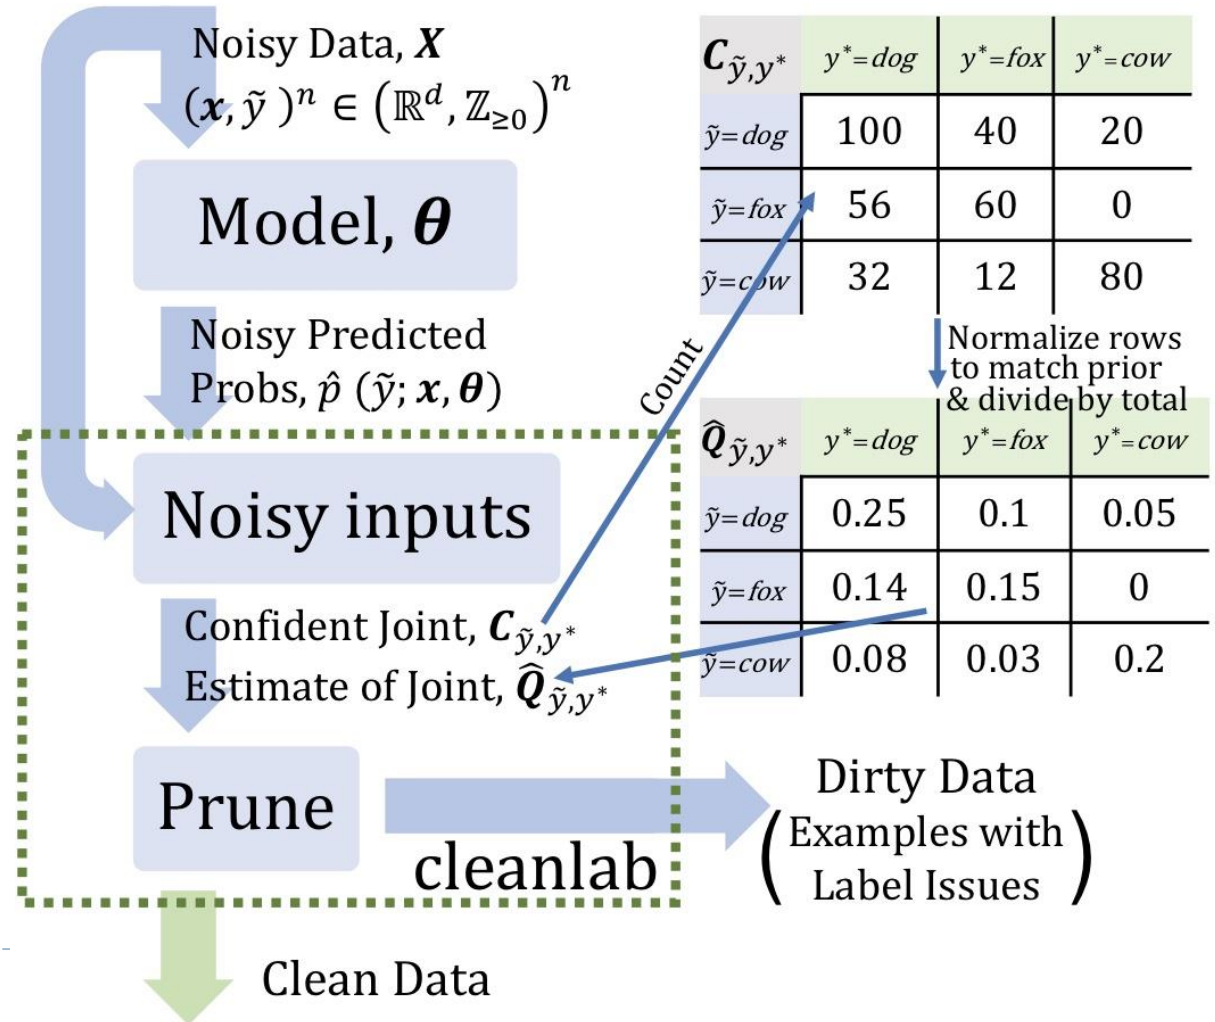 Noisy Data, X
(x, ỹ )ⁿ ∈ (ℝᵈ, ℤ≥0)ⁿ
Model, θ
Noisy Predicted
Probs, p̂ (ỹ; x, θ)
Noisy inputs
Confident Joint, C ỹ,y*
Estimate of Joint, Q̂ ỹ,y*
Prune
cleanlab
Clean Data
Count
C ỹ,y* y*=dog y*=fox y*=cow
ỹ=dog 100 40 20
ỹ=fox 56 60 0
ỹ=cow 32 12 80
Normalize rows
to match prior
& divide by total
Q̂ ỹ,y* y*=dog y*=fox y*=cow
ỹ=dog 0.25 0.1 0.05
ỹ=fox 0.14 0.15 0
ỹ=cow 0.08 0.03 0.2
Dirty Data
(Examples with
Label Issues)